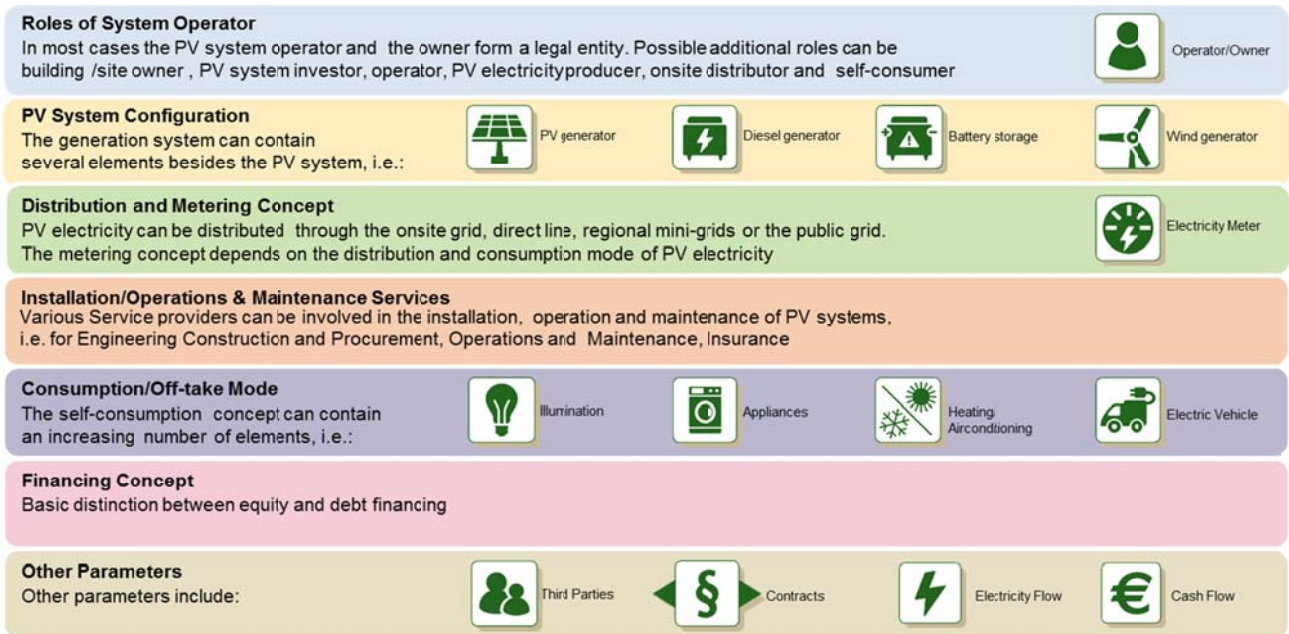 Roles of System Operator
In most cases the PV system operator and the owner form a legal entity. Possible additional roles can be
building /site owner , PV system investor, operator, PV electricityproducer, onsite distributor and self-consumer
Operator/Owner
PV System Configuration
The generation system can contain
several elements besides the PV system, i.e.:
PV generator
Diesel generator
Battery storage
Wind generator
Distribution and Metering Concept
PV electricity can be distributed through the onsite grid, direct line, regional mini-grids or the public grid.
The metering concept depends on the distribution and consumption mode of PV electricity
Electricity Meter
Installation/Operations & Maintenance Services
Various Service providers can be involved in the installation, operation and maintenance of PV systems,
i.e. for Engineering Construction and Procurement, Operations and Maintenance, Insurance
Consumption/Off-take Mode
The self-consumption concept can contain
an increasing number of elements, i.e.:
Illumination
Appliances
Heating
Aircondtioning
Electric Vehicle
Financing Concept
Basic distinction between equity and debt financing
Other Parameters
Other parameters include:
Third Parties
§
Contracts
Electricity Flow
€
Cash Flow